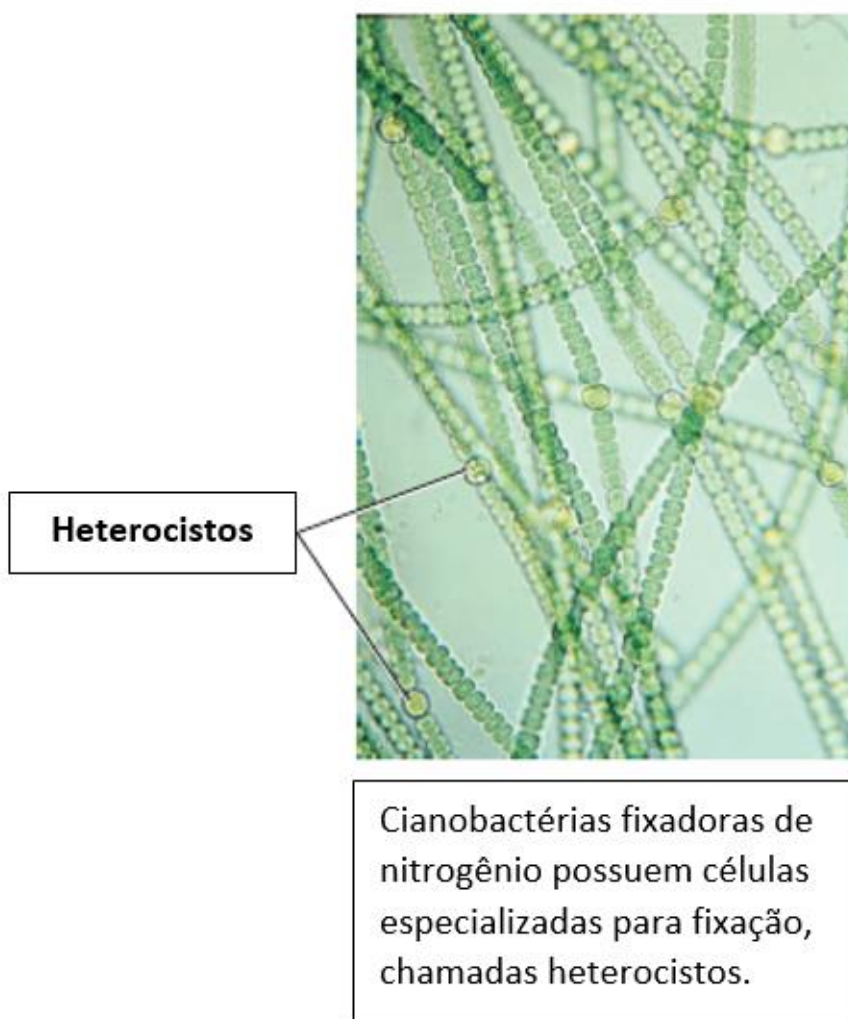 Heterocistos
Cianobactérias fixadoras de
nitrogênio possuem células
especializadas para fixação,
chamadas heterocistos.